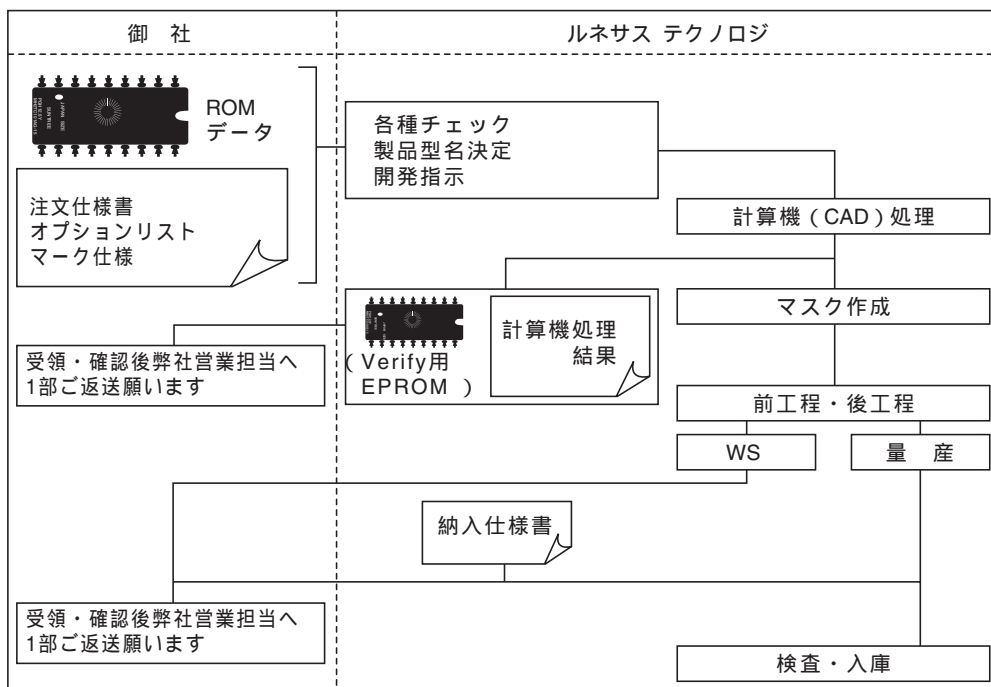 御 社
ルネサス テクノロジ
ROM
データ
注文仕様書
オプションリスト
マーク仕様
各種チェック
製品型名決定
開発指示
計算機（CAD）処理
マスク作成
計算機処理
結果
(Verify用
EPROM )
受領・確認後弊社営業担当へ
1部ご返送願います
前工程・後工程
WS
量 産
納入仕様書
受領・確認後弊社営業担当へ
1部ご返送願います
検査・入庫